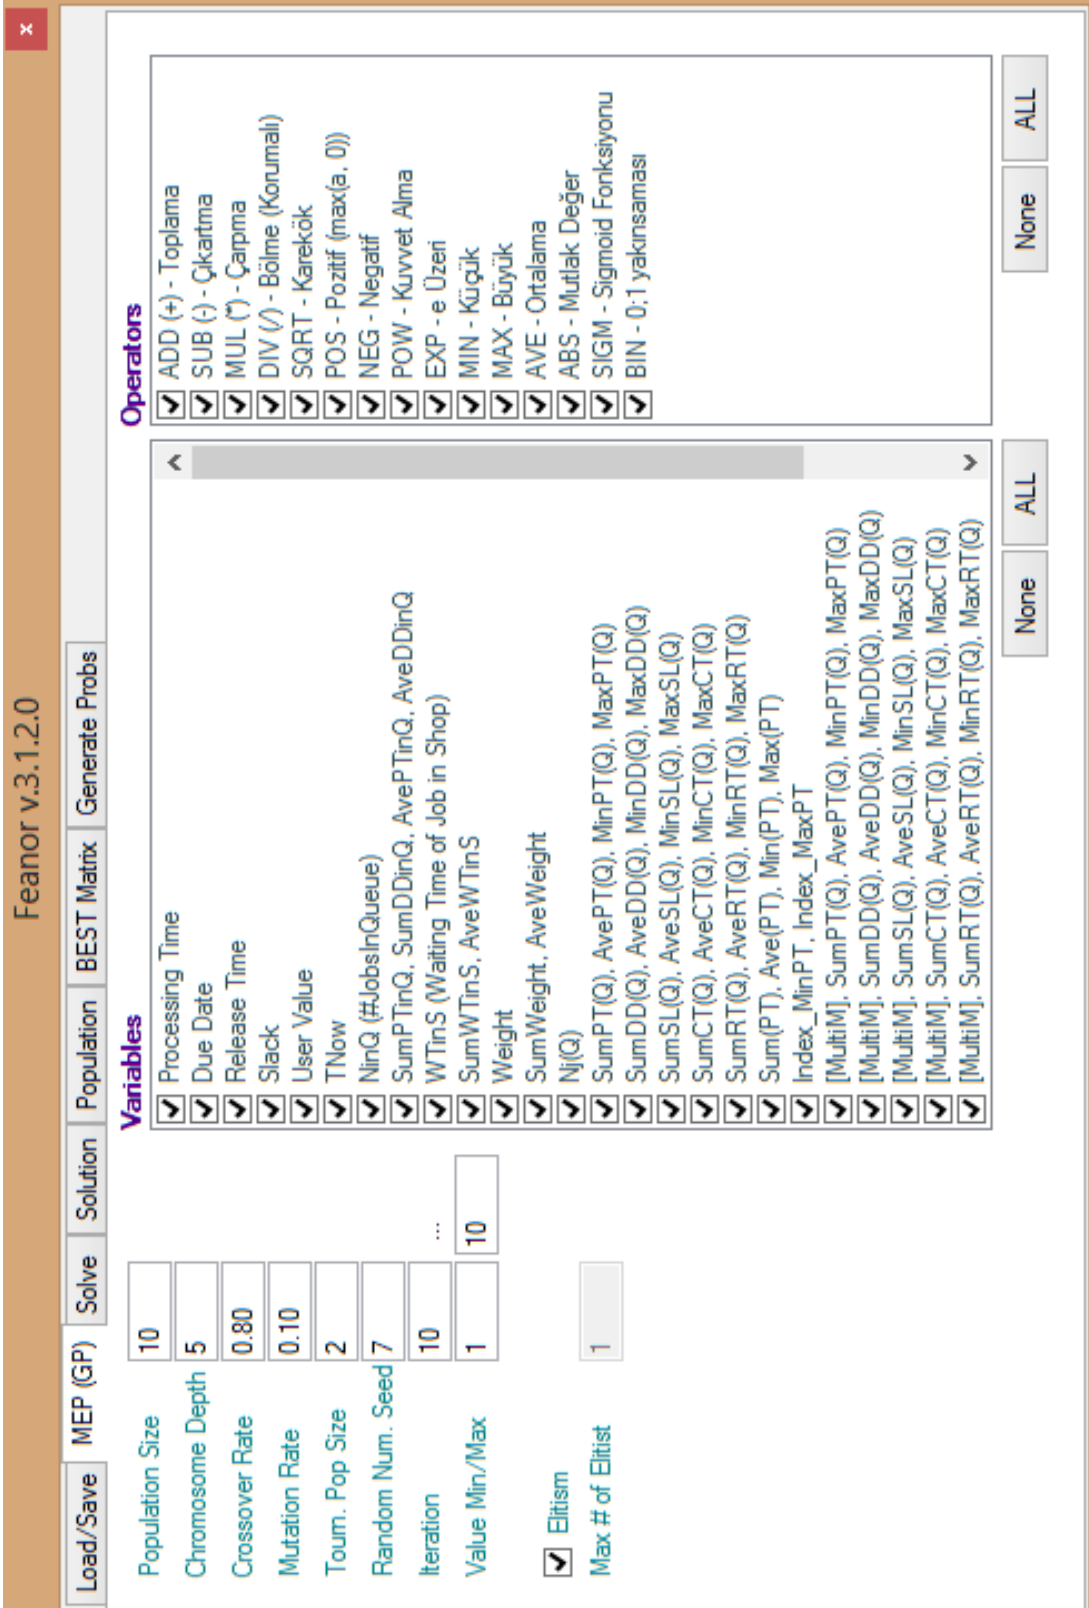 Feanor v.3.1.2.0
x
Load/Save MEP (GP) Solve Solution Population BEST Matrix Generate Probs
Population Size 10
Chromosome Depth 5
Crossover Rate 0.80
Mutation Rate 0.10
Tourn. Pop Size 2
Random Num. Seed 7
Iteration 10 ...
Value Min/Max 1 10
Elitism
Max # of Elitist 1
Variables
Processing Time
Due Date
Release Time
Slack
User Value
TNow
NinQ (#JobsInQueue)
SumPTinQ, SumDDinQ, AvePTinQ, AveDDinQ
WTinS (Waiting Time of Job in Shop)
SumWTinS, AveWTinS
Weight
SumWeight, AveWeight
Nj(Q)
SumPT(Q), AvePT(Q), MinPT(Q), MaxPT(Q)
SumDD(Q), AveDD(Q), MinDD(Q), MaxDD(Q)
SumSL(Q), AveSL(Q), MinSL(Q), MaxSL(Q)
SumCT(Q), AveCT(Q), MinCT(Q), MaxCT(Q)
SumRT(Q), AveRT(Q), MinRT(Q), MaxRT(Q)
Sum(PT), Ave(PT), Min(PT), Max(PT)
Index_MinPT, Index_MaxPT
[MultiM], SumPT(Q), AvePT(Q), MinPT(Q), MaxPT(Q)
[MultiM], SumDD(Q), AveDD(Q), MinDD(Q), MaxDD(Q)
[MultiM], SumSL(Q), AveSL(Q), MinSL(Q), MaxSL(Q)
[MultiM], SumCT(Q), AveCT(Q), MinCT(Q), MaxCT(Q)
[MultiM], SumRT(Q), AveRT(Q), MinRT(Q), MaxRT(Q)
None ALL
Operators
ADD (+) - Toplama
SUB (-) - Çıkartma
MUL (*) - Çarpma
DIV (/) - Bölme (Korumalı)
SQRT - Karekök
POS - Pozitif (max(a, 0))
NEG - Negatif
POW - Kuvvet Alma
EXP - e Üzeri
MIN - Küçük
MAX - Büyük
AVE - Ortalama
ABS - Mutlak Değer
SIGM - Sigmoid Fonksiyonu
BIN - 0;1 yakınsaması
None ALL